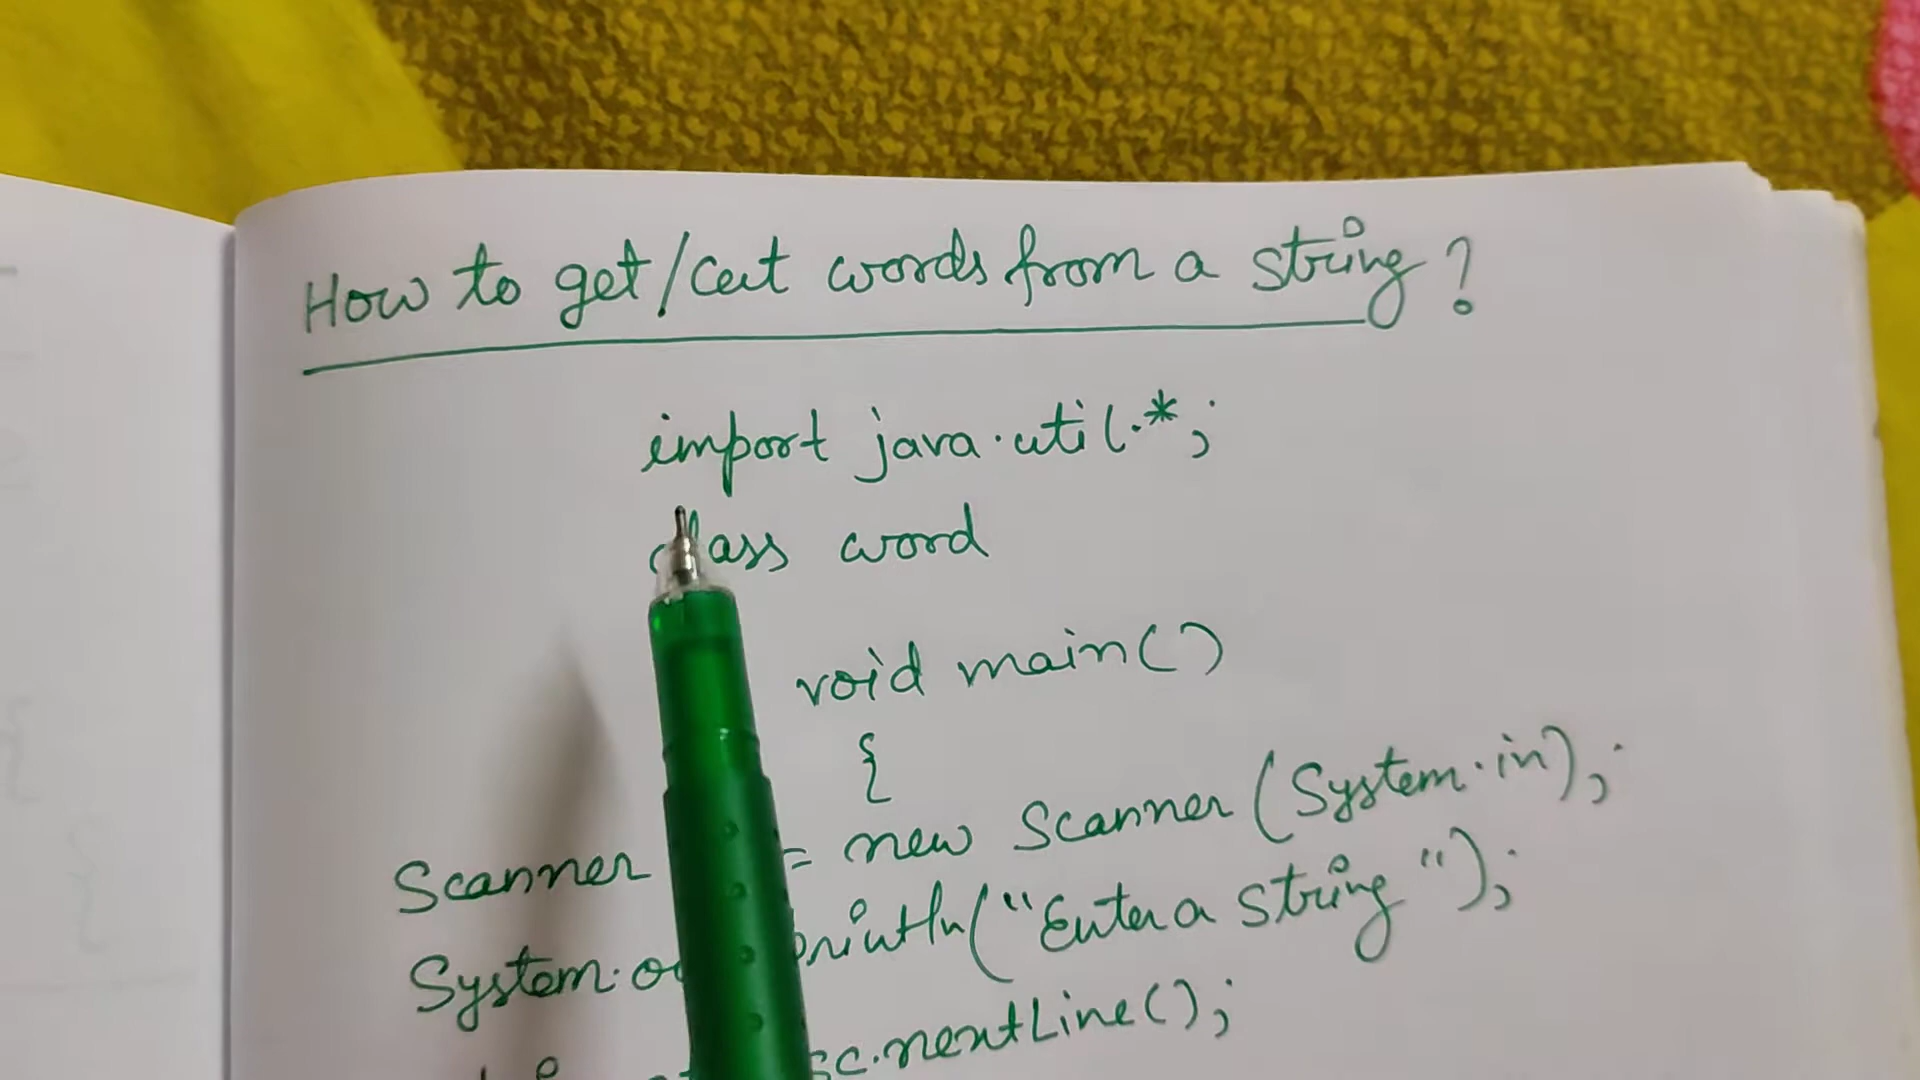 How to get/cut words from a string?
import java.util.*;
class word
void main()
{
Scanner = new Scanner(System.in);
System.o println("Enter a string");
sc.nextLine();